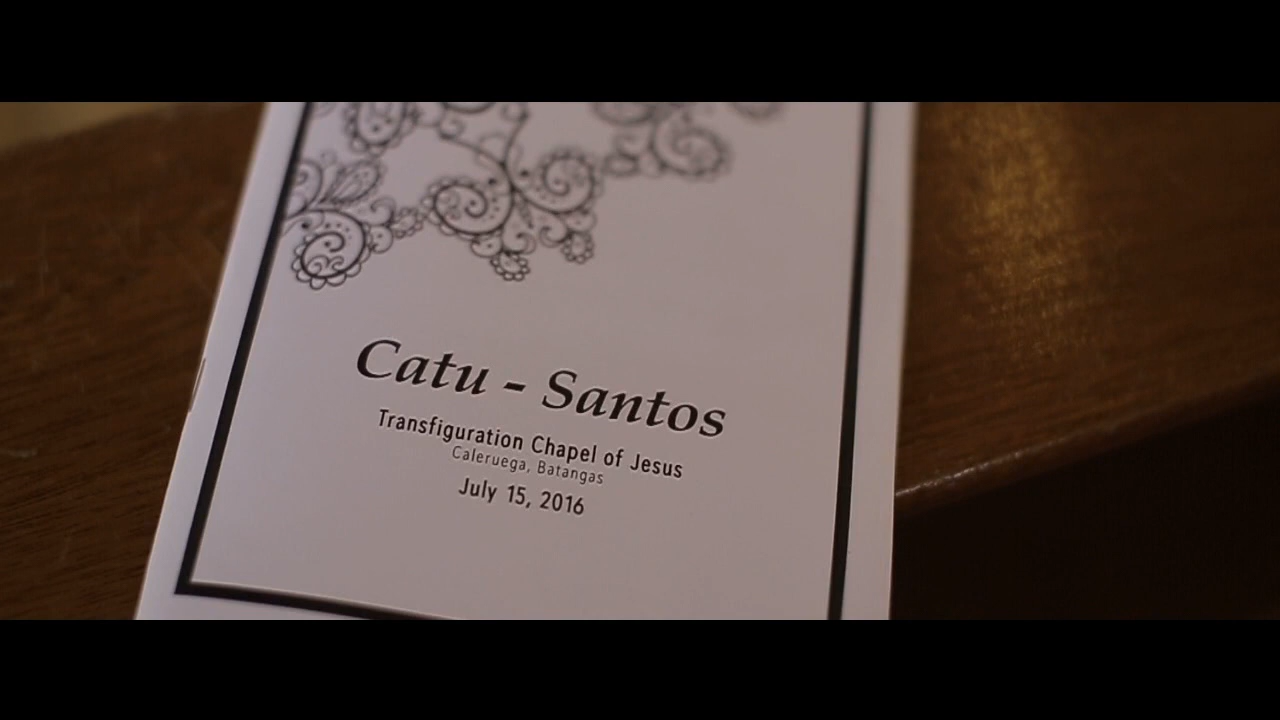 Catu - Santos
Transfiguration Chapel of Jesus
Caleruega, Batangas
July 15, 2016